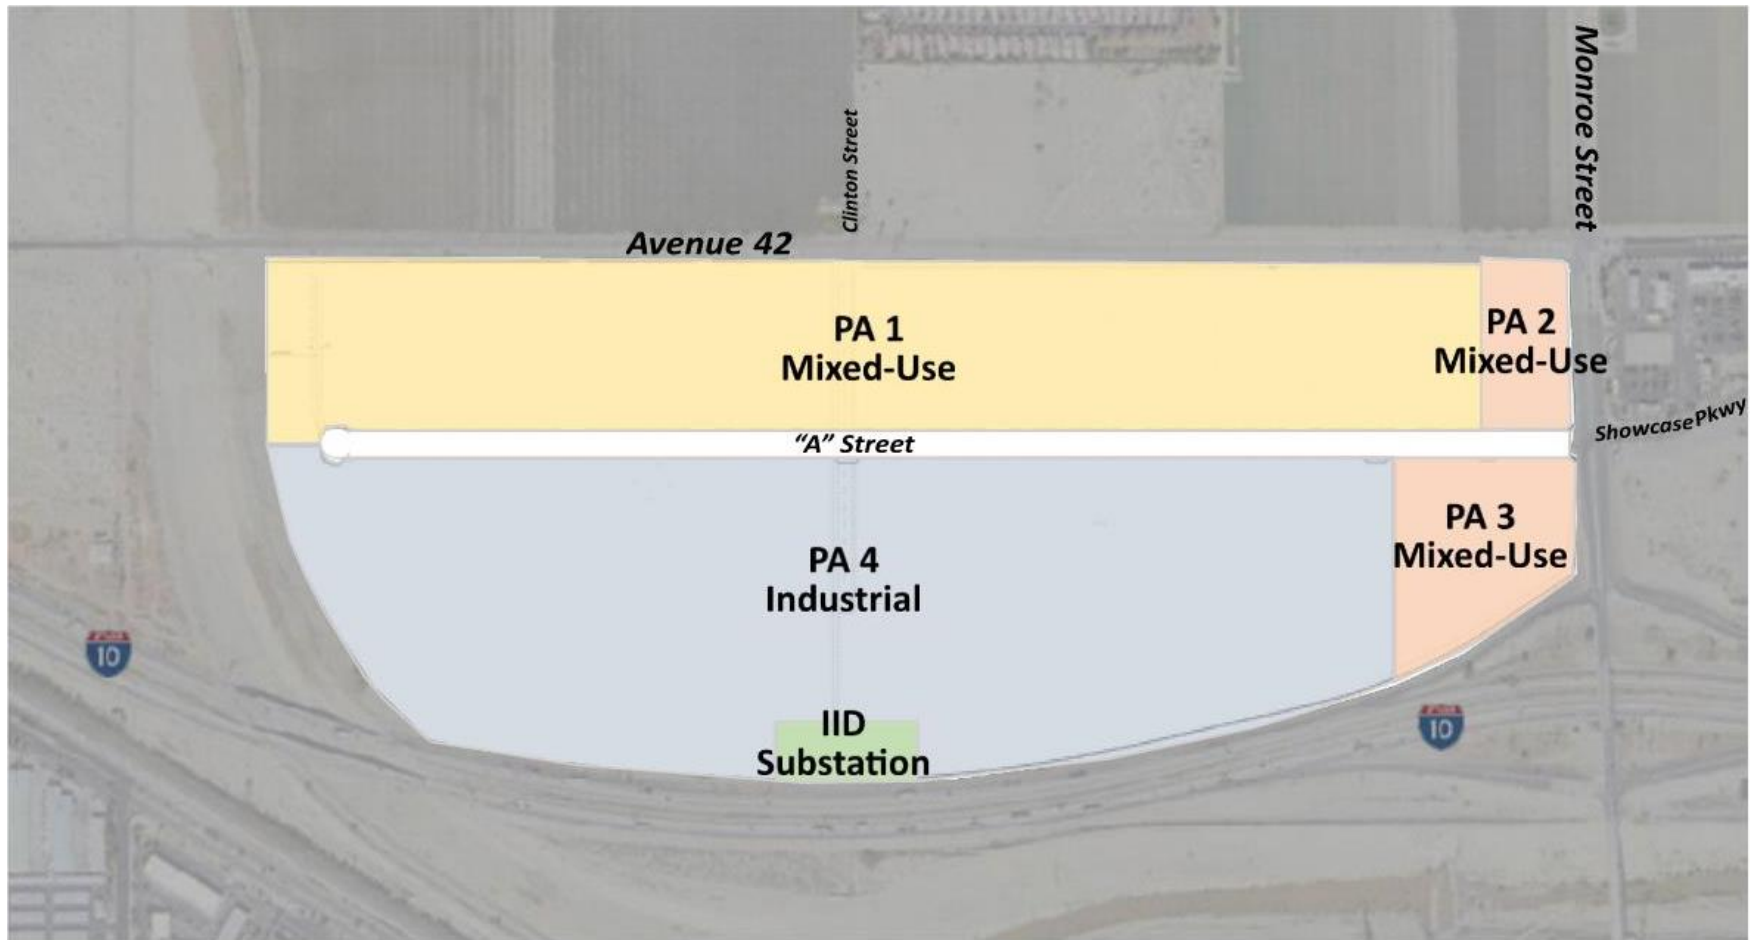 Monroe Street
Clinton Street
Avenue 42
PA 1
Mixed-Use
PA 2
Mixed-Use
"A" Street
Showcase Pkwy
PA 3
Mixed-Use
PA 4
Industrial
10
IID
Substation
10